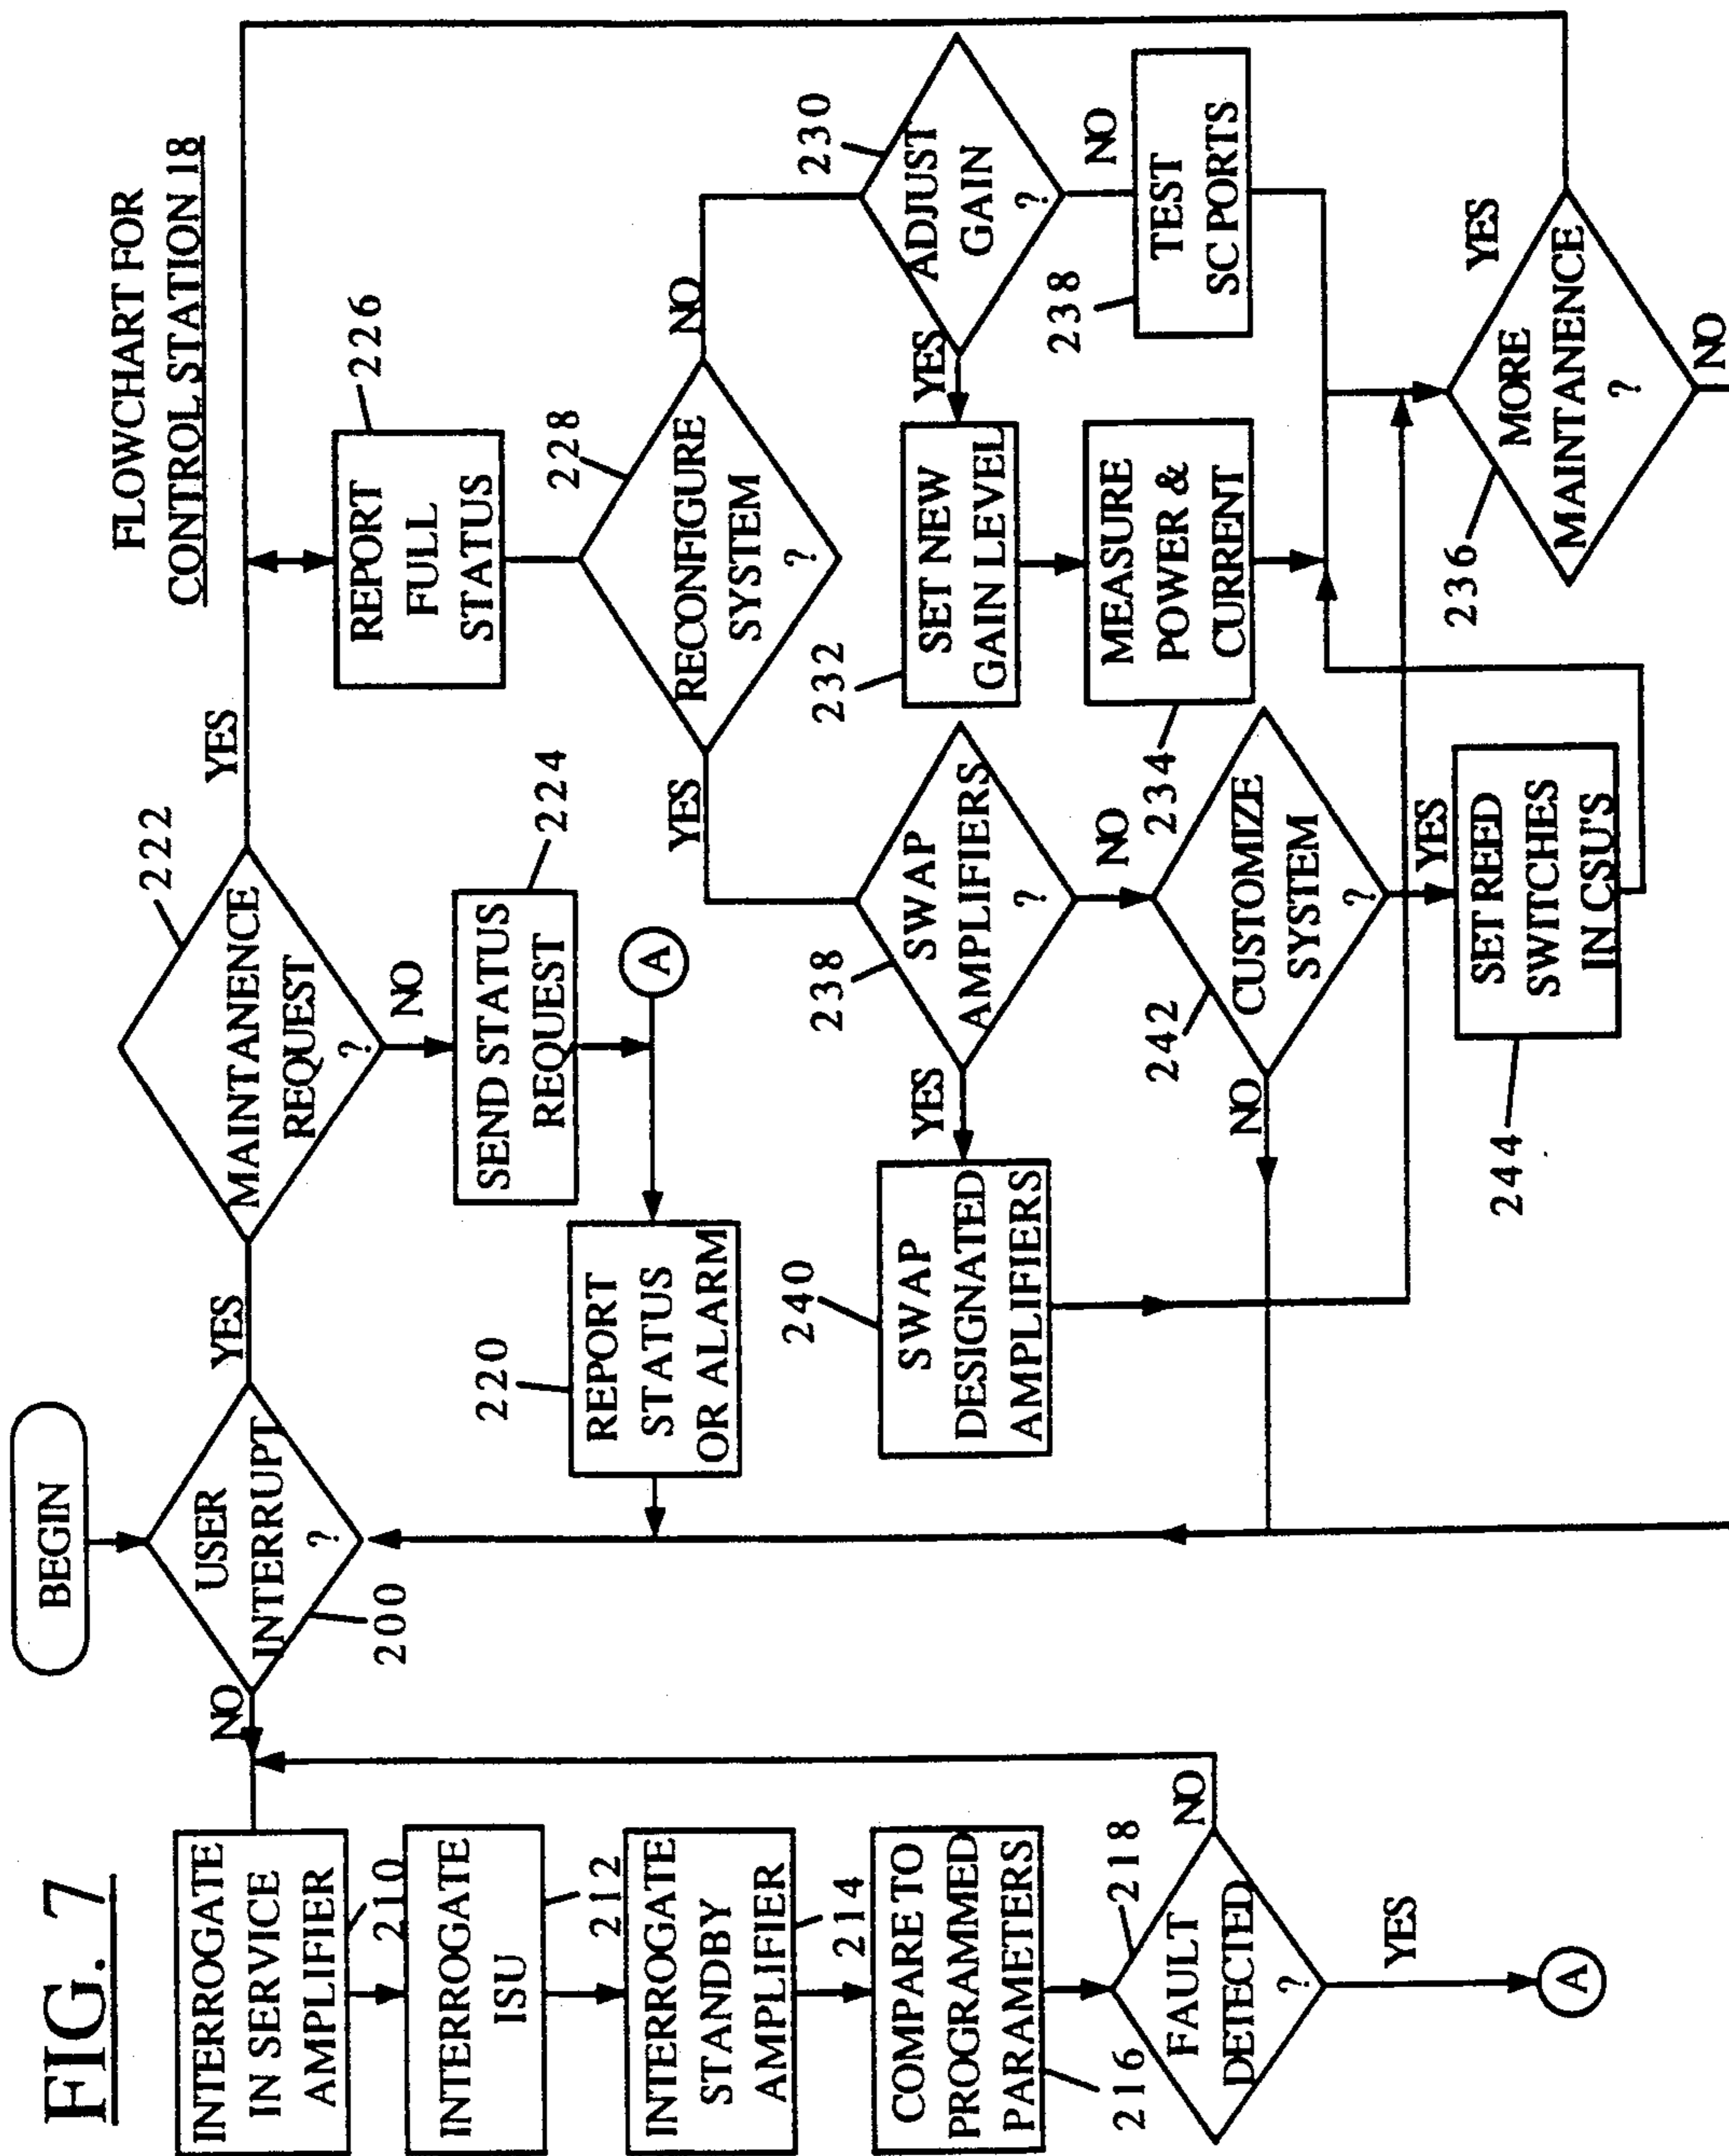 FIG. 7
FLOWCHART FOR
CONTROL STATION 18
BEGIN
USER
INTERRUPT
?
200
NO
YES
INTERROGATE
IN SERVICE
AMPLIFIER
210
INTERROGATE
ISU
212
INTERROGATE
STANDBY
AMPLIFIER
214
COMPARE TO
PROGRAMMED
PARAMETERS
216
FAULT
DETECTED
?
218
NO
YES
A
MAINTANENCE
REQUEST
?
222
YES
NO
SEND STATUS
REQUEST
224
A
REPORT
STATUS
OR ALARM
220
REPORT
FULL
STATUS
226
RECONFIGURE
SYSTEM
?
228
YES
NO
ADJUST
GAIN
?
230
YES
NO
SET NEW
GAIN LEVEL
232
MEASURE
POWER &
CURRENT
234
TEST
SC PORTS
238
SWAP
AMPLIFIERS
?
238
YES
NO
SWAP
DESIGNATED
AMPLIFIERS
240
CUSTOMIZE
SYSTEM
?
242
NO
YES
SET REED
SWITCHES
IN CSU'S
244
MORE
MAINTANENCE
?
236
YES
NO